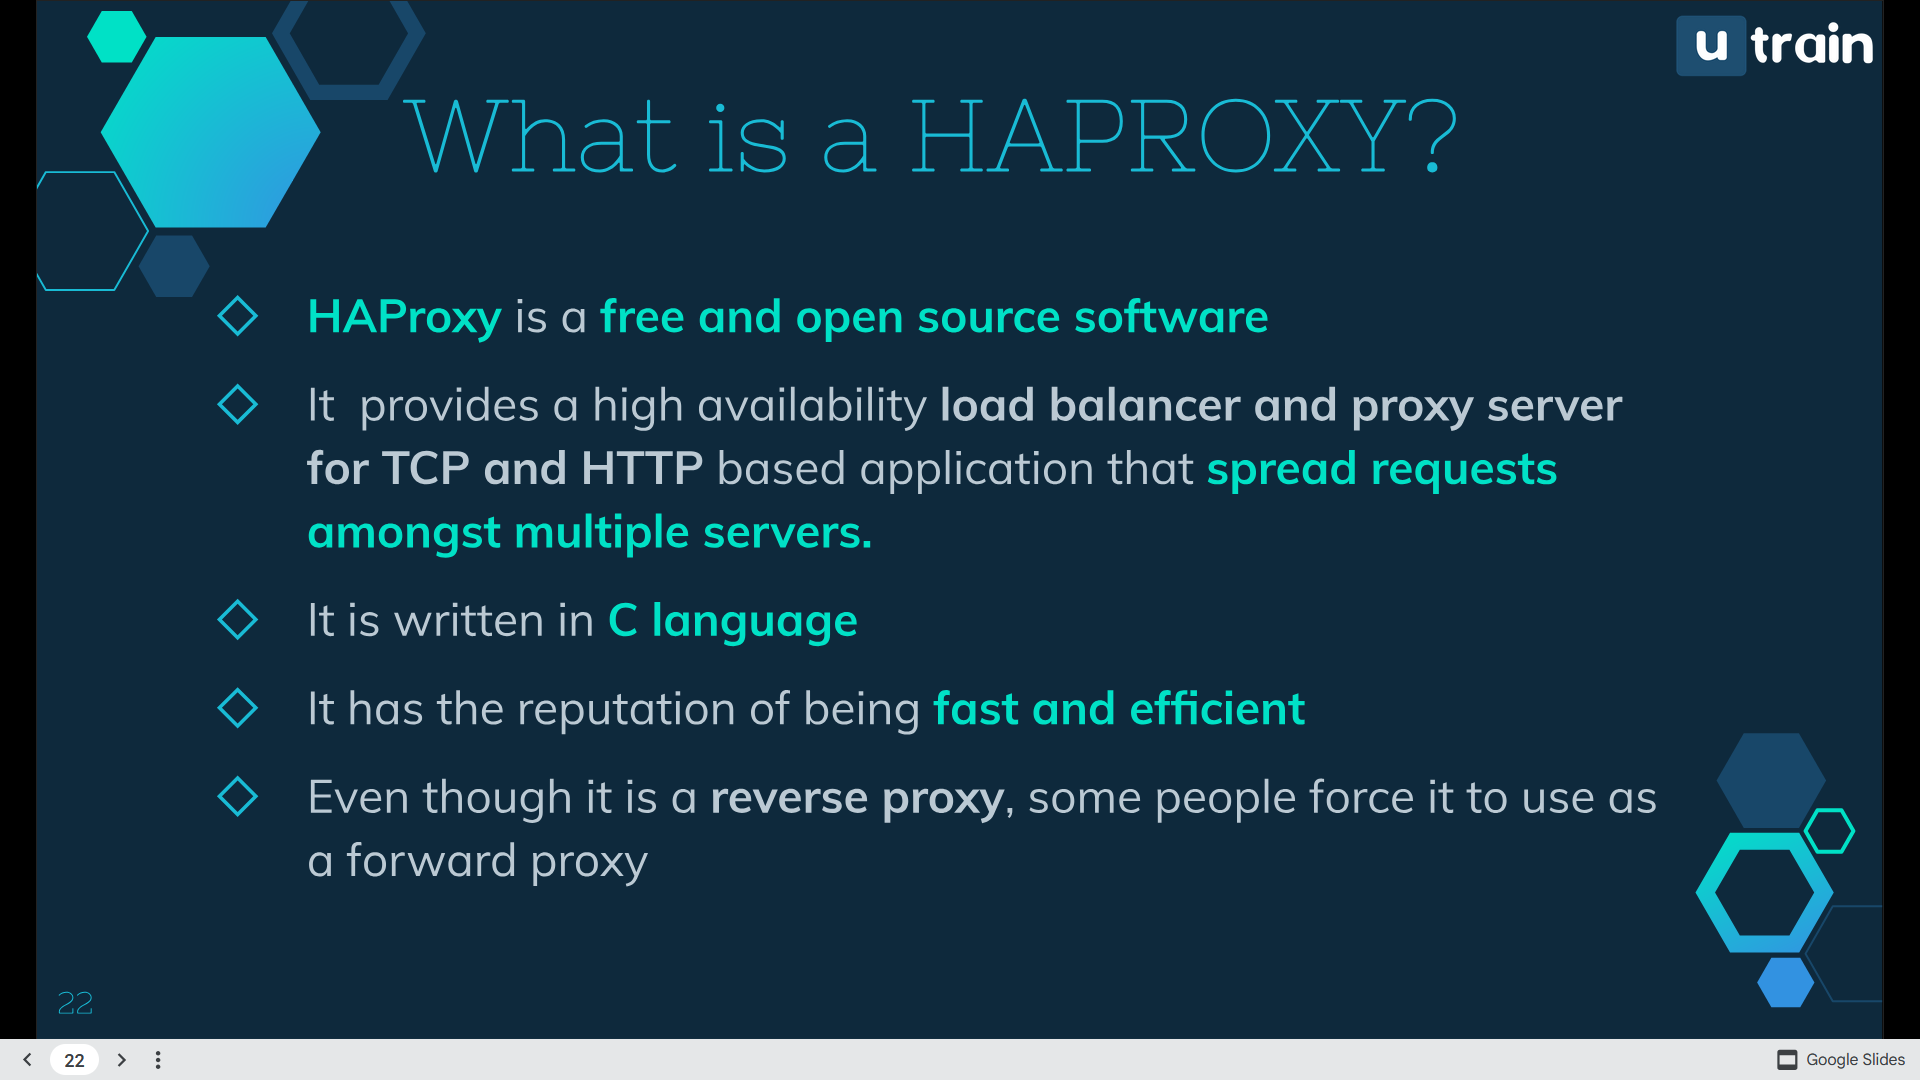 u train
What is a HAPROXY?
HAProxy is a free and open source software
It provides a high availability load balancer and proxy server
for TCP and HTTP based application that spread requests
amongst multiple servers.
It is written in C language
It has the reputation of being fast and efficient
Even though it is a reverse proxy, some people force it to use as
a forward proxy
22
22
Google Slides